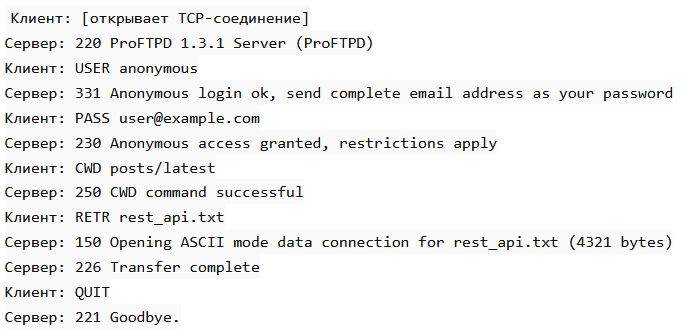 Клиент: [открывает TCP-соединение]
Сервер: 220 ProFTPD 1.3.1 Server (ProFTPD)
Клиент: USER anonymous
Сервер: 331 Anonymous login ok, send complete email address as your password
Клиент: PASS user@example.com
Сервер: 230 Anonymous access granted, restrictions apply
Клиент: CWD posts/latest
Сервер: 250 CWD command successful
Клиент: RETR rest_api.txt
Сервер: 150 Opening ASCII mode data connection for rest_api.txt (4321 bytes)
Сервер: 226 Transfer complete
Клиент: QUIT
Сервер: 221 Goodbye.